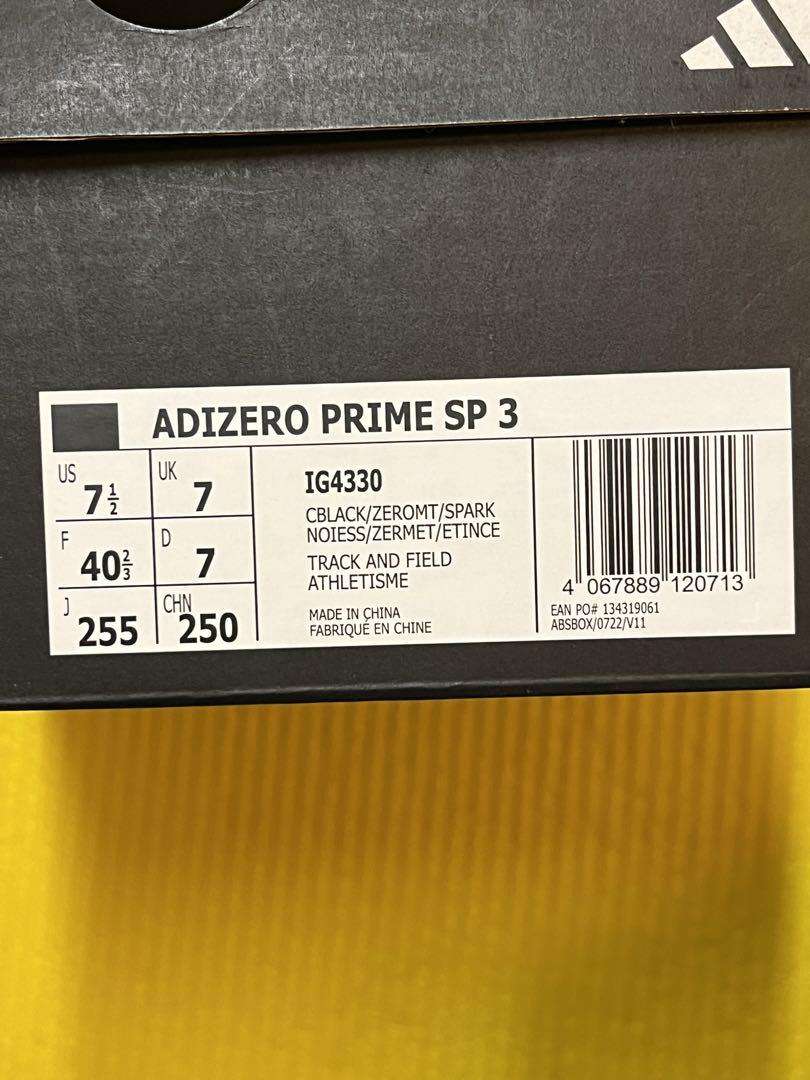 ADIZERO PRIME SP 3
US 7 1/2
UK 7
F 40 2/3
D 7
J 255
CHN 250
IG4330
CBLACK/ZEROMT/SPARK
NOIESS/ZERMET/ETINCE
TRACK AND FIELD
ATHLETISME
MADE IN CHINA
FABRIQUÉ EN CHINE
4 067889 120713
EAN PO# 134319061
ABSBOX/0722/V11